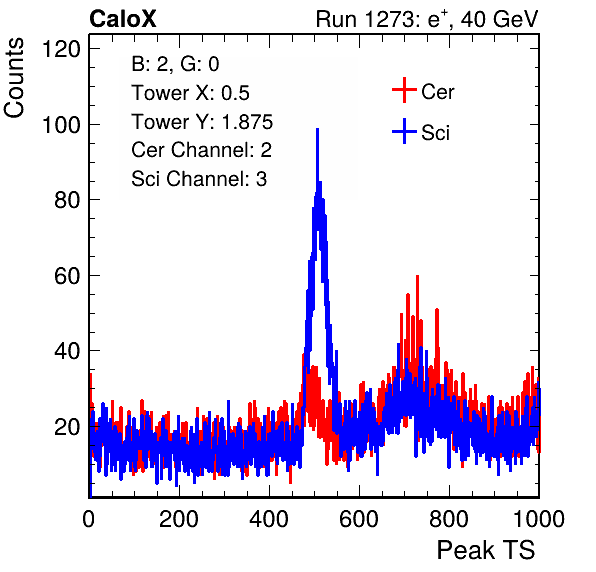 CaloX Run 1273: e+, 40 GeV
Counts
B: 2, G: 0
Tower X: 0.5
Tower Y: 1.875
Cer Channel: 2
Sci Channel: 3
Cer
Sci
120
100
80
60
40
20
0 200 400 600 800 1000
Peak TS